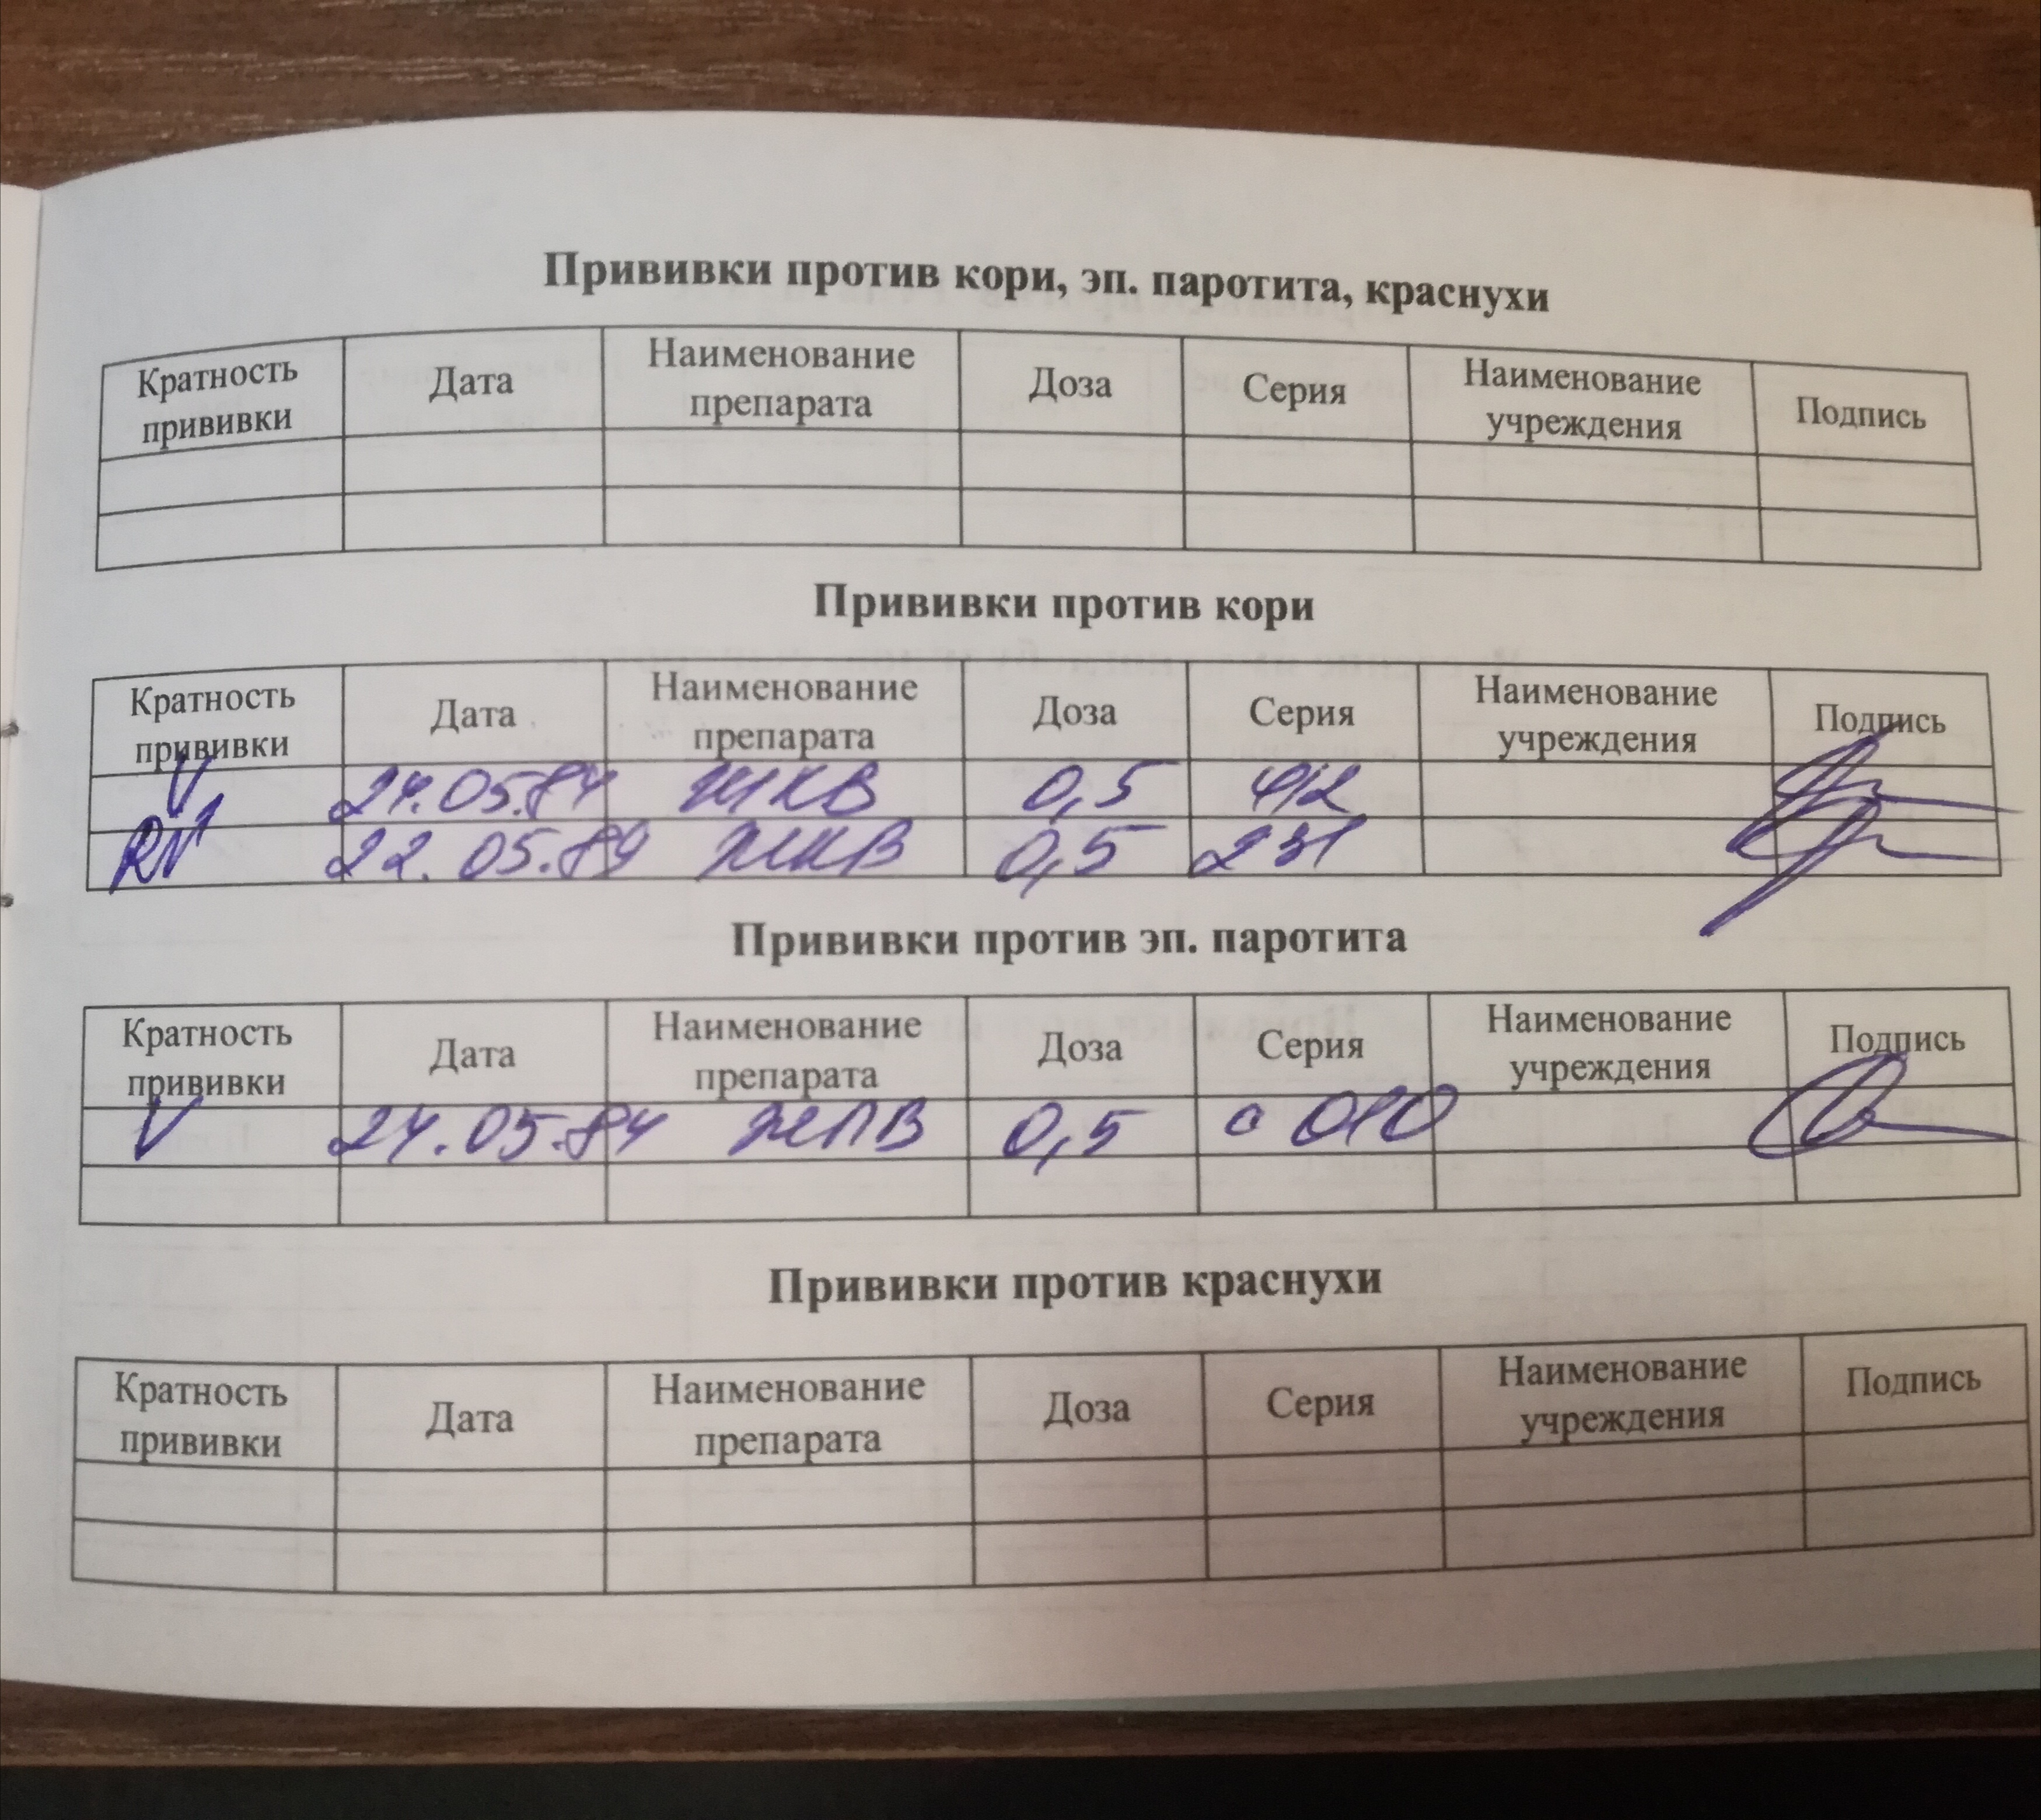 Прививки против кори, эп. паротита, краснухи
Кратность прививки Дата Наименование препарата Доза Серия Наименование учреждения Подпись
Прививки против кори
Кратность прививки Дата Наименование препарата Доза Серия Наименование учреждения Подпись
V 24.05.84 ЖКВ 0,5 412
RV1 22.05.89 ЖКВ 0,5 231
Прививки против эп. паротита
Кратность прививки Дата Наименование препарата Доза Серия Наименование учреждения Подпись
V 24.05.84 ЖПВ 0,5 с 010
Прививки против краснухи
Кратность прививки Дата Наименование препарата Доза Серия Наименование учреждения Подпись